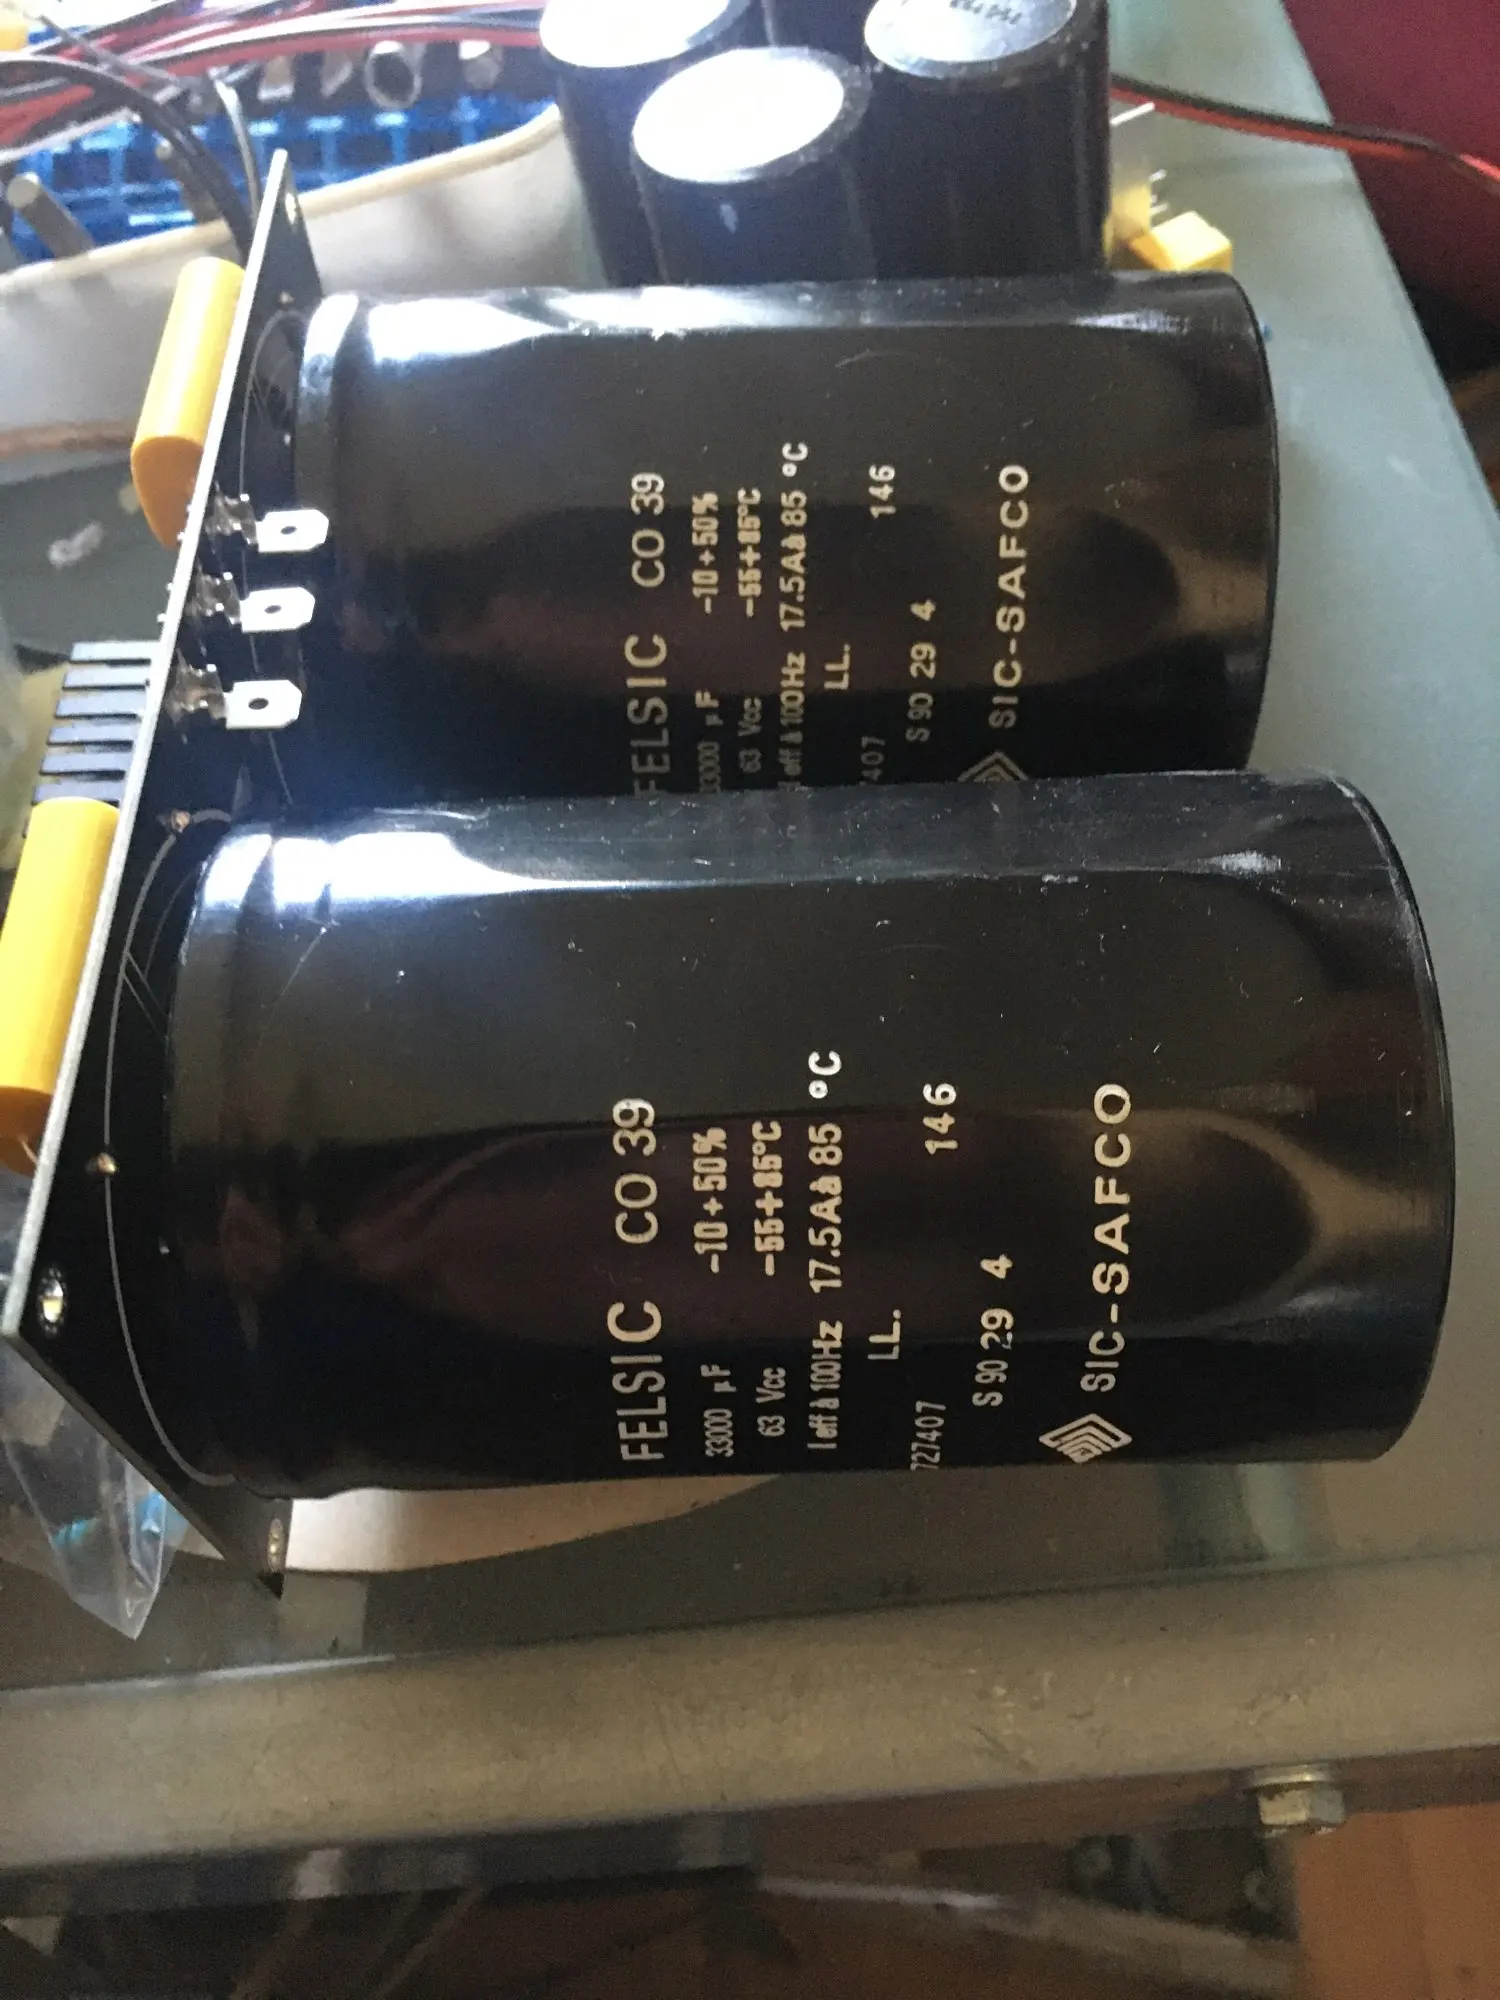 FELSIC CO 39
33000 µF -10+50%
63 Vcc -55+85°C
I eff à 100Hz 17.5A à 85 °C
LL.
727407 146
S 90 29 4
SIC-SAFCO
FELSIC CO 39
33000 µF -10+50%
63 Vcc -55+85°C
I eff à 100Hz 17.5A à 85 °C
LL.
727407 146
S 90 29 4
SIC-SAFCO